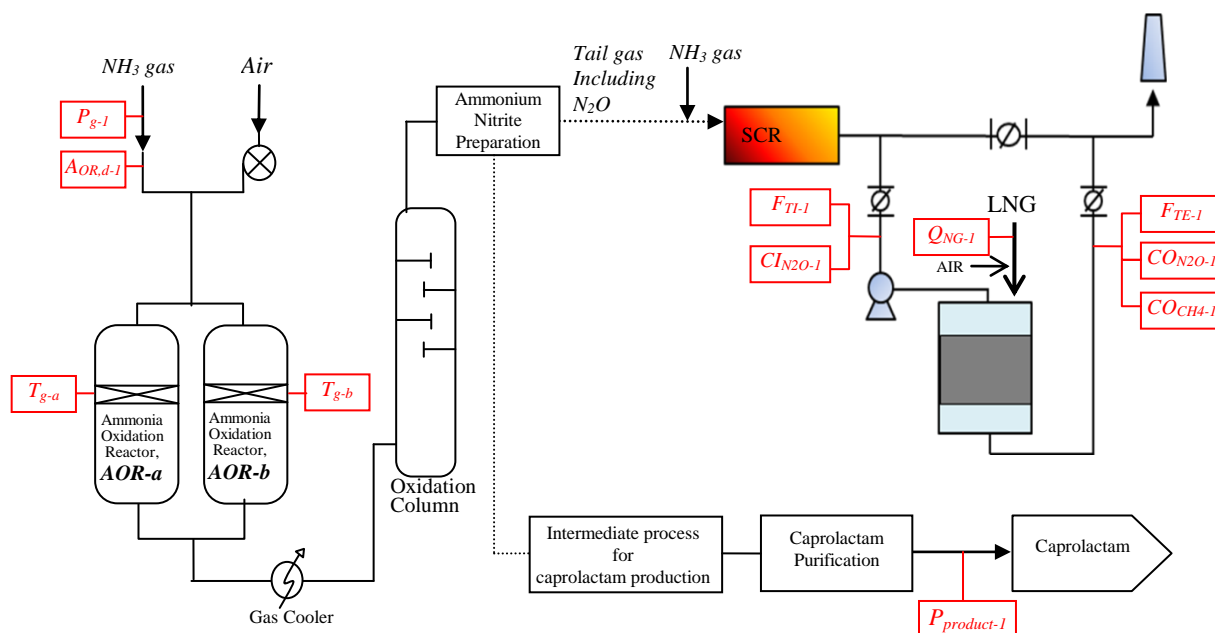 NH3 gas
Air
Pg-1
AOR,d-1
Tg-a
Tg-b
Ammonia
Oxidation
Reactor,
AOR-a
Ammonia
Oxidation
Reactor,
AOR-b
Gas Cooler
Oxidation
Column
Ammonium
Nitrite
Preparation
Tail gas
Including
N2O
NH3 gas
SCR
FTI-1
CIN2O-1
QNG-1
LNG
AIR
FTE-1
CON2O-1
COCH4-1
Intermediate process
for
caprolactam production
Caprolactam
Purification
Caprolactam
Pproduct-1